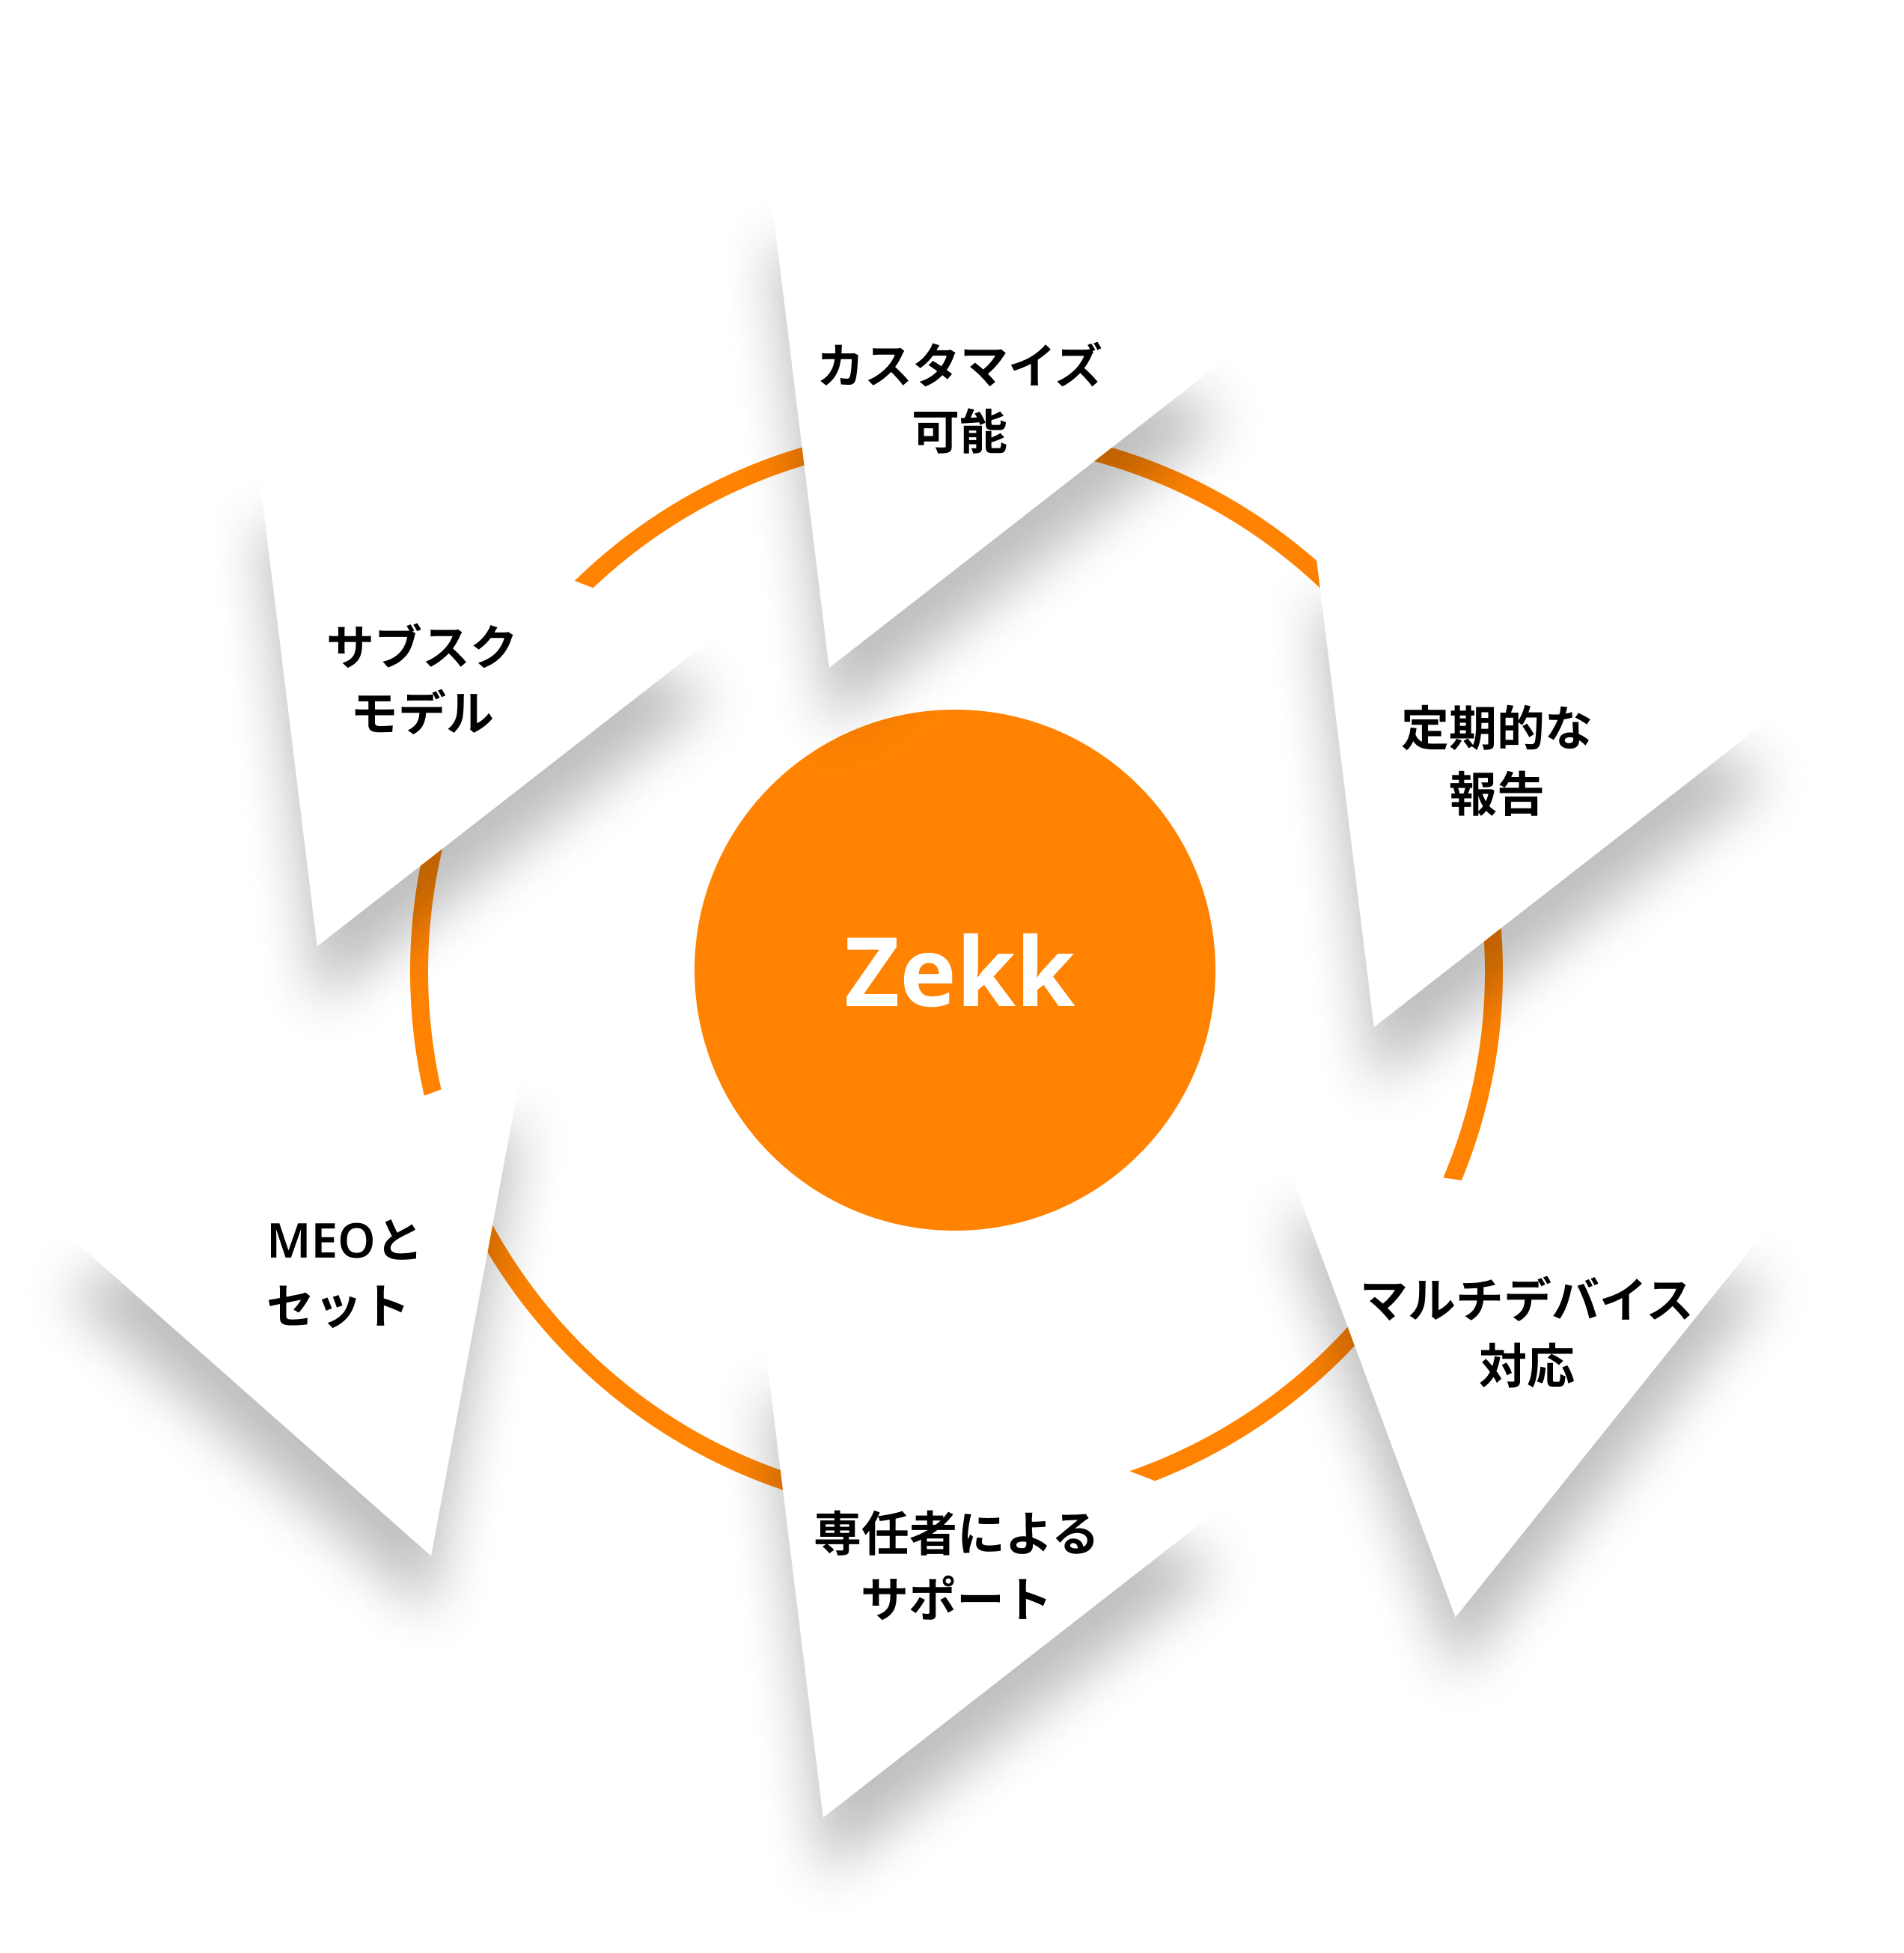 カスタマイズ
可能
サブスク
モデル
定期的な
報告
Zekk
MEOと
セット
マルチデバイス
対応
専任者による
サポート